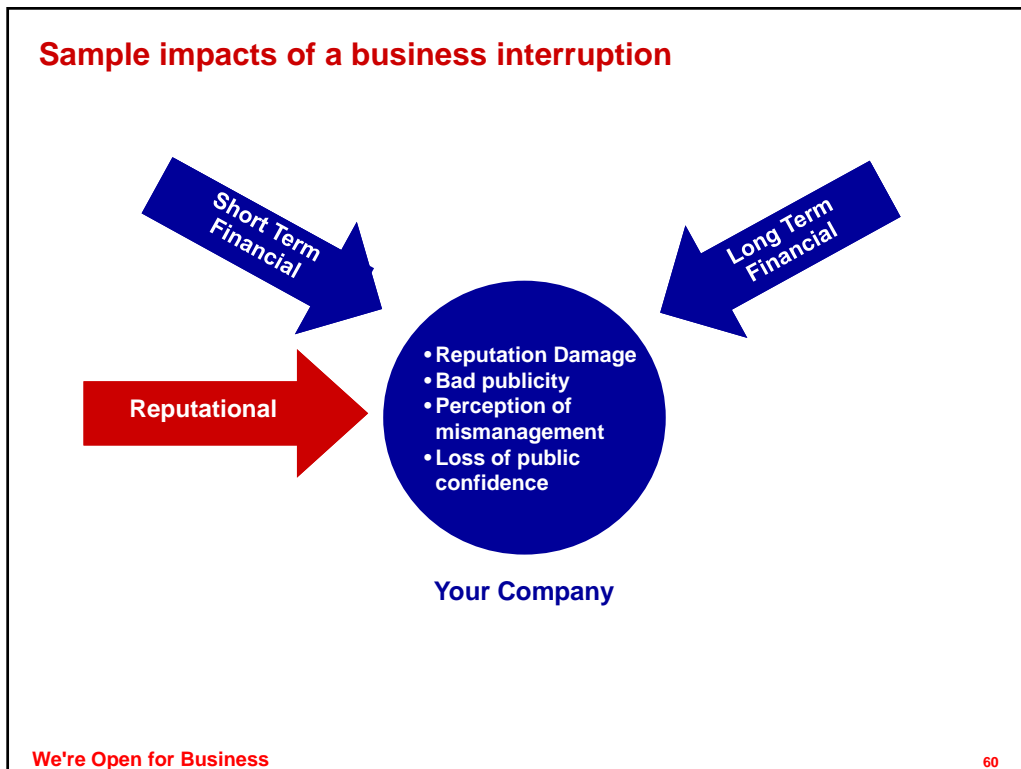 Sample impacts of a business interruption
Short Term
Financial
Long Term
Financial
Reputational
• Reputation Damage
• Bad publicity
• Perception of
mismanagement
• Loss of public
confidence
Your Company
We're Open for Business
60